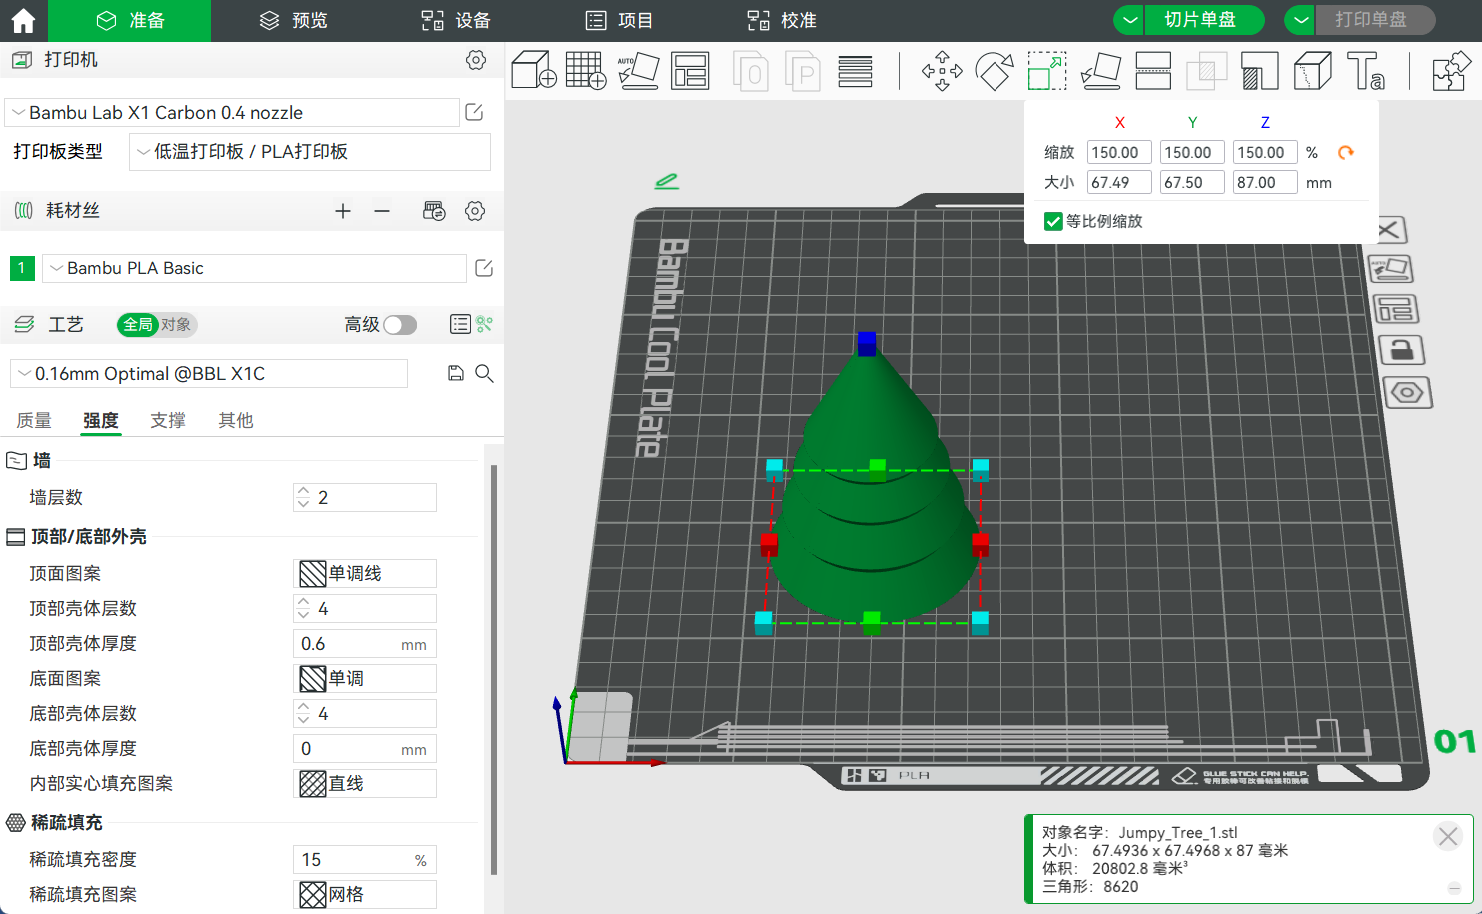 准备
预览
设备
项目
校准
切片单盘
打印单盘
打印机
Bambu Lab X1 Carbon 0.4 nozzle
打印板类型
低温打印板 / PLA打印板
耗材丝
1
Bambu PLA Basic
工艺
全局
对象
高级
0.16mm Optimal @BBL X1C
质量
强度
支撑
其他
墙
墙层数
2
顶部/底部外壳
顶面图案
单调线
顶部壳体层数
4
顶部壳体厚度
0.6 mm
底面图案
单调
底部壳体层数
4
底部壳体厚度
0 mm
内部实心填充图案
直线
稀疏填充
稀疏填充密度
15 %
稀疏填充图案
网格
AUTO
0
P
Ta
X Y Z
缩放 150.00 150.00 150.00 %
大小 67.49 67.50 87.00 mm
等比例缩放
Bambu Cool Plate
AUTO
01
PLA
GLUE STICK CAN HELP.
对象名字: Jumpy_Tree_1.stl
大小: 67.4936 x 67.4968 x 87 毫米
体积: 20802.8 毫米³
三角形: 8620